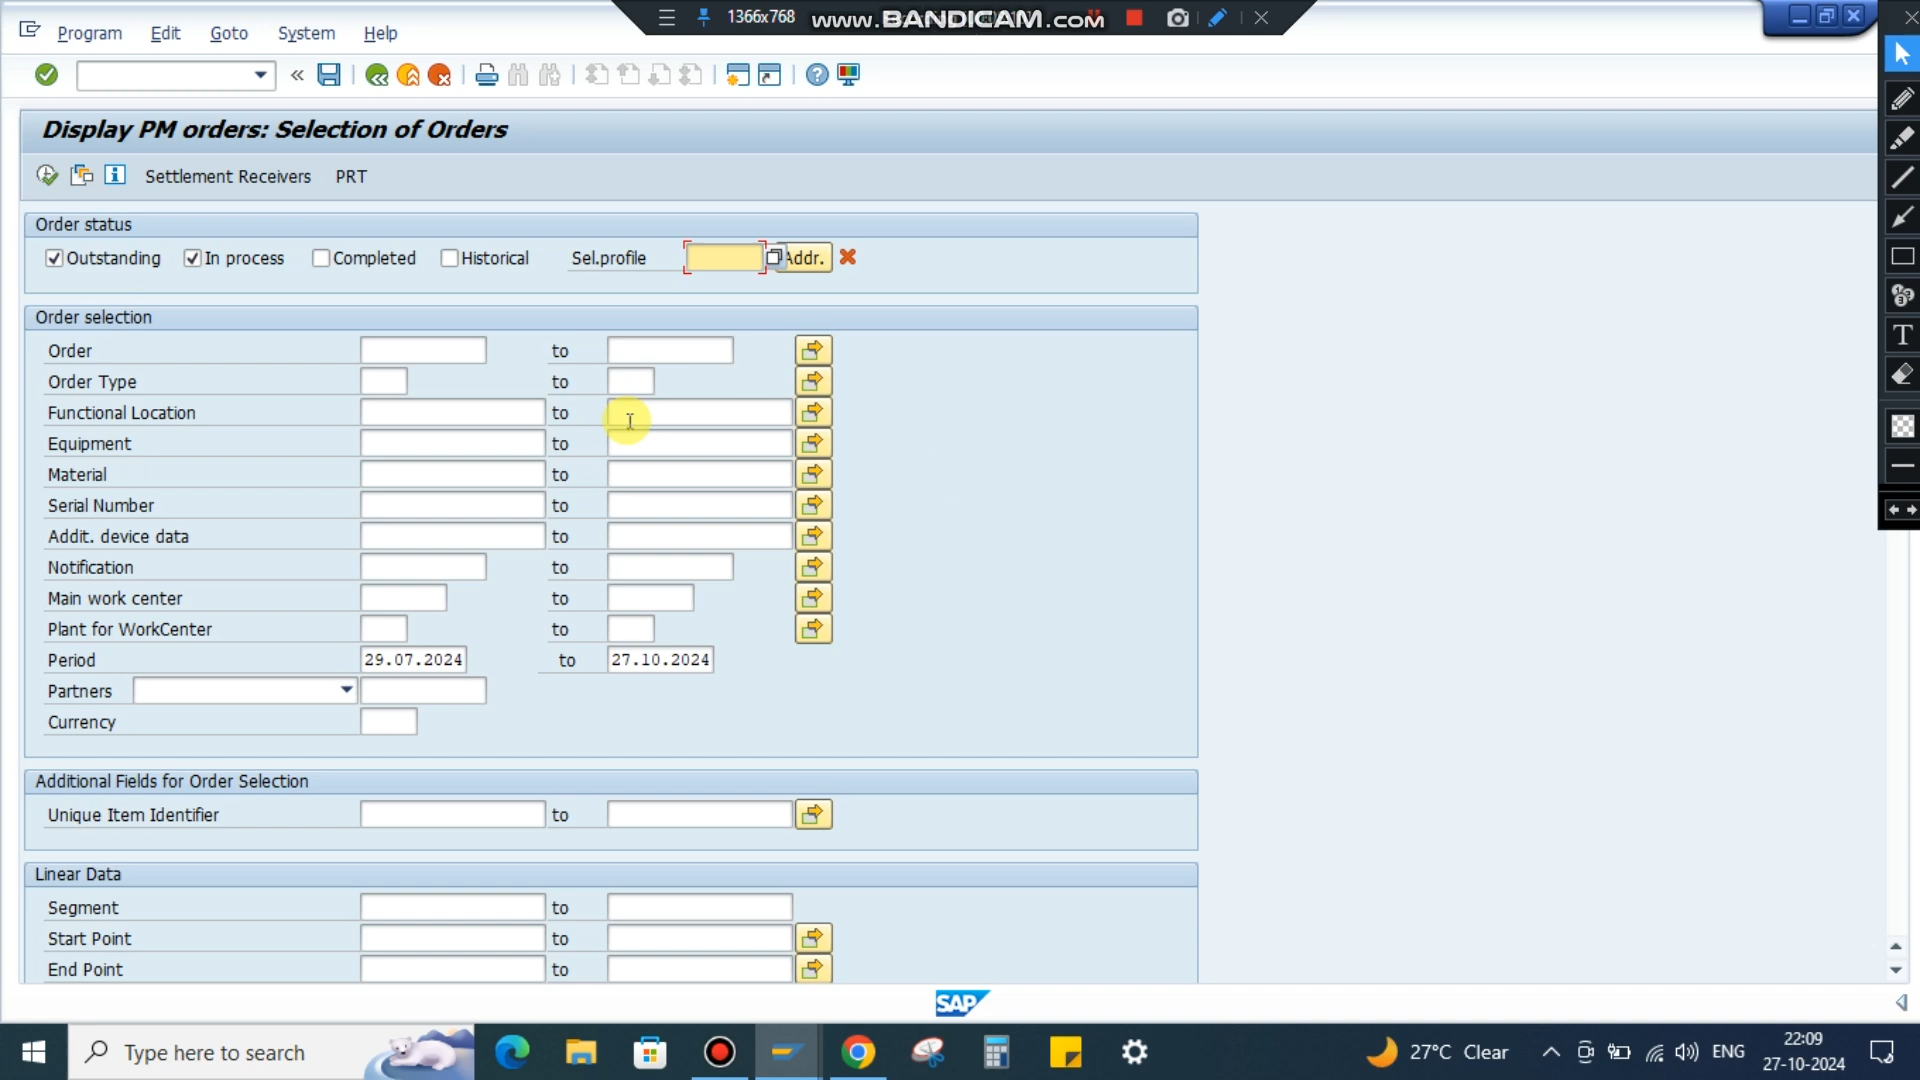 1366x768 www.BANDICAM.com
Program Edit Goto System Help
Display PM orders: Selection of Orders
Settlement Receivers PRT
Order status
Outstanding In process Completed Historical Sel.profile Addr.
Order selection
Order to
Order Type to
Functional Location to
Equipment to
Material to
Serial Number to
Addit. device data to
Notification to
Main work center to
Plant for WorkCenter to
Period 29.07.2024 to 27.10.2024
Partners
Currency
Additional Fields for Order Selection
Unique Item Identifier to
Linear Data
Segment to
Start Point to
End Point to
SAP
Type here to search 27°C Clear ENG 22:09
27-10-2024